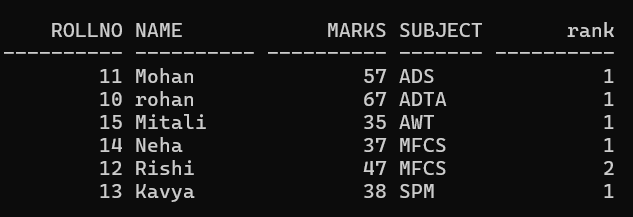 ROLLNO NAME MARKS SUBJECT rank
---------- ---------- ---------- ------- ----------
11 Mohan 57 ADS 1
10 rohan 67 ADTA 1
15 Mitali 35 AWT 1
14 Neha 37 MFCS 1
12 Rishi 47 MFCS 2
13 Kavya 38 SPM 1